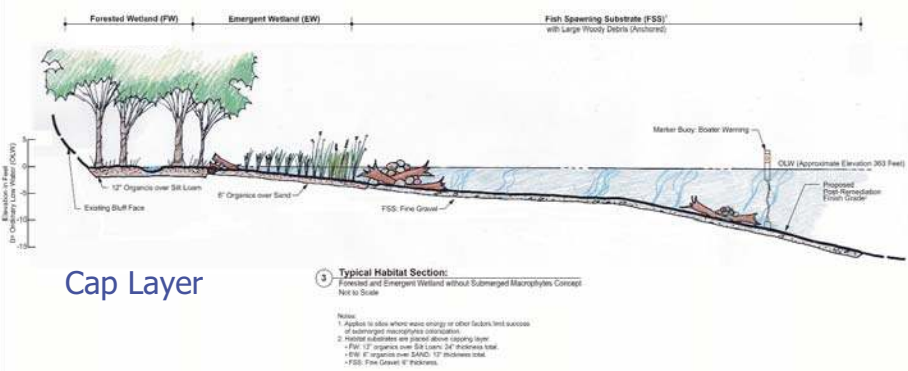 Forested Wetland (FW)
Emergent Wetland (EW)
Fish Spawning Substrate (FSS)¹
with Large Woody Debris (Anchored)
Marker Buoy: Boater Warning
OLW (Approximate Elevation 363 Feet)
Elevation in Feet
0= Ordinary Low Water (OLW)
5
0
-5
-10
-15
12" Organics over Silt Loam
6" Organics over Sand
Existing Bluff Face
FSS: Fine Gravel
Proposed
Post-Remediation
Finish Grade
Cap Layer
3 Typical Habitat Section:
Forested and Emergent Wetland without Submerged Macrophytes Concept
Not to Scale
Notes:
1. Applies to sites where wave energy or other factors limit success
of submerged macrophytes colonization.
2. Habitat substrates are placed above capping layer:
- FW: 12" organics over Silt Loam: 24" thickness total.
- EW: 6" organics over SAND: 12" thickness total.
- FSS: Fine Gravel: 6" thickness.